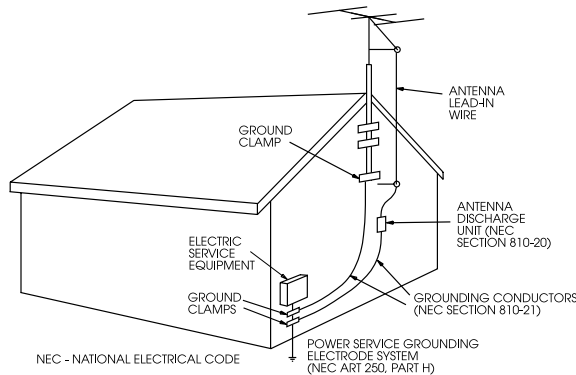 ANTENNA
LEAD-IN
WIRE
GROUND
CLAMP
ANTENNA
DISCHARGE
UNIT (NEC
SECTION 810-20)
ELECTRIC
SERVICE
EQUIPMENT
GROUND
CLAMPS
GROUNDING CONDUCTORS
(NEC SECTION 810-21)
POWER SERVICE GROUNDING
ELECTRODE SYSTEM
(NEC ART 250, PART H)
NEC - NATIONAL ELECTRICAL CODE